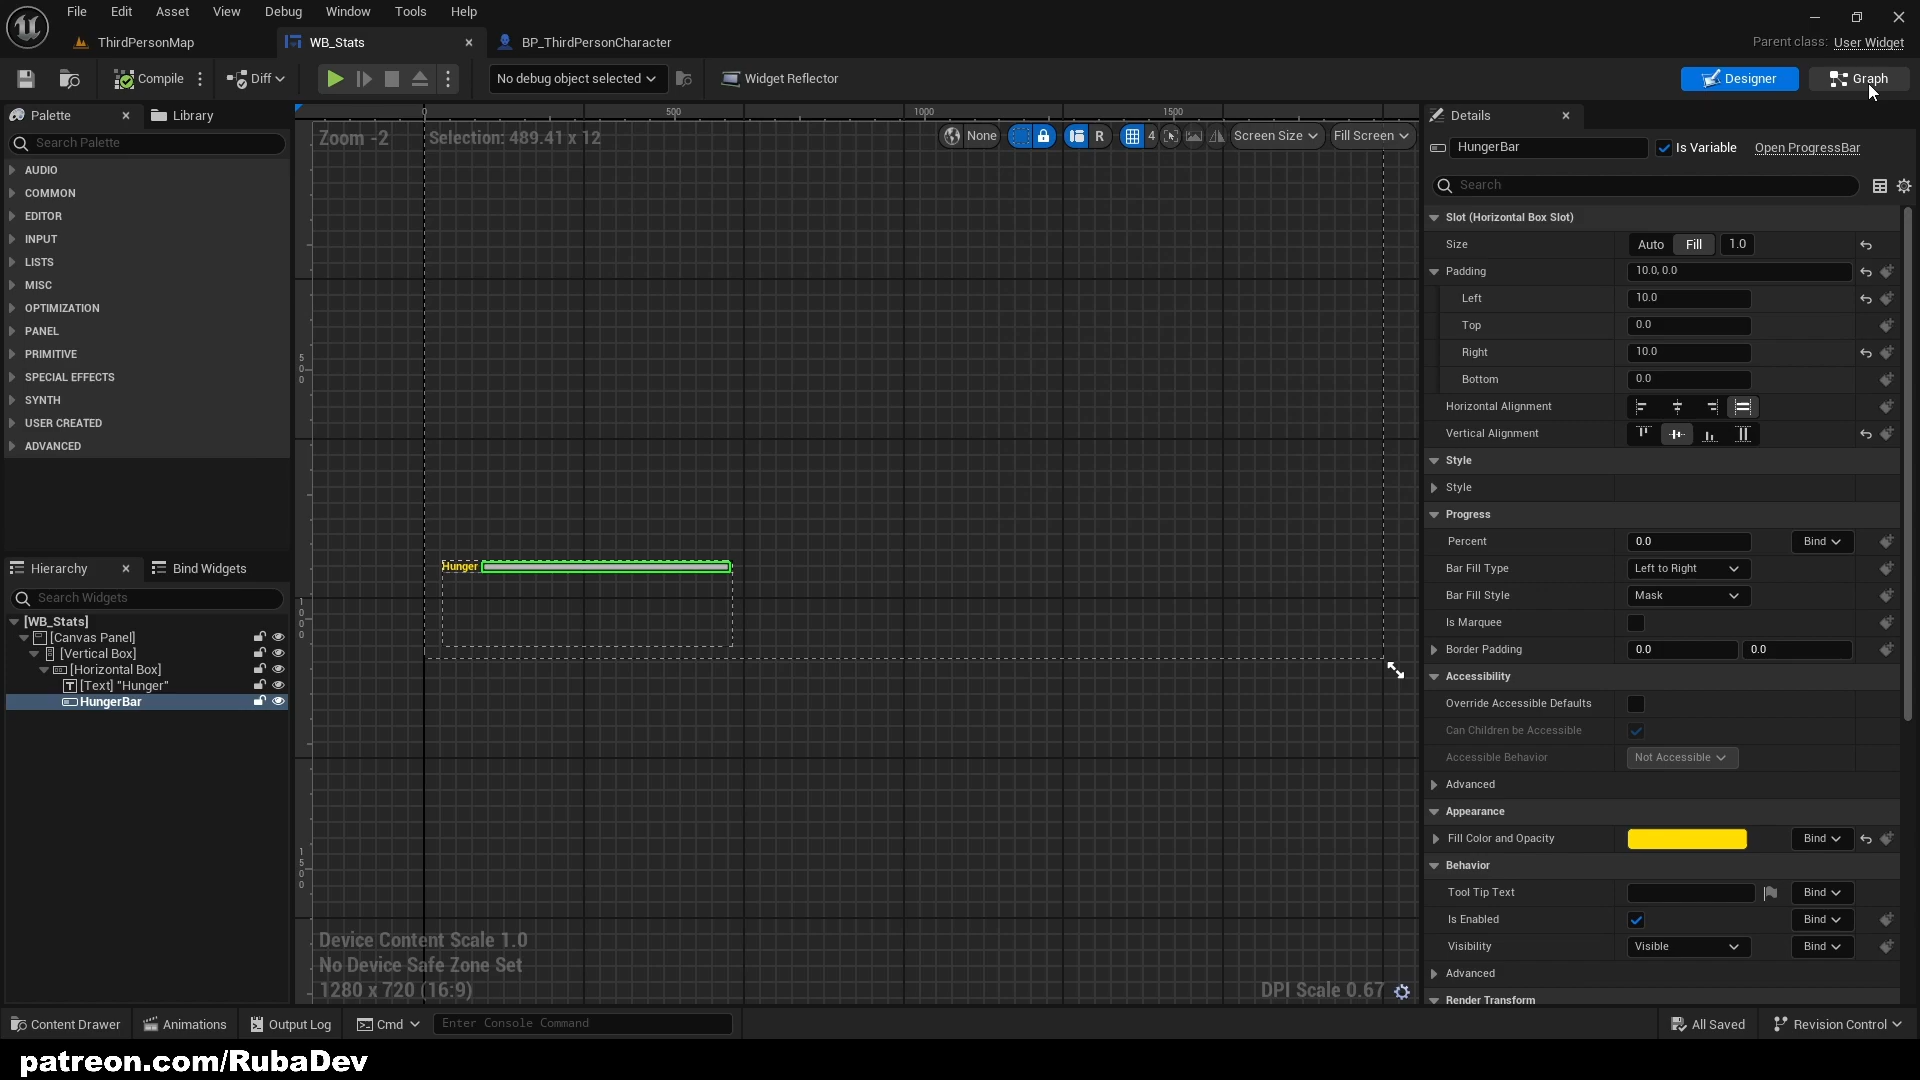 File Edit Asset View Debug Window Tools Help
ThirdPersonMap WB_Stats BP_ThirdPersonCharacter Parent class: User Widget
Compile Diff No debug object selected Widget Reflector Designer Graph
Palette Library
Search Palette
AUDIO
COMMON
EDITOR
INPUT
LISTS
MISC
OPTIMIZATION
PANEL
PRIMITIVE
SPECIAL EFFECTS
SYNTH
USER CREATED
ADVANCED
Hierarchy Bind Widgets
Search Widgets
[WB_Stats]
[Canvas Panel]
[Vertical Box]
[Horizontal Box]
[Text] "Hunger"
HungerBar
0 500 1000 1500
Zoom -2 Selection: 489.41 x 12 None R 4 Screen Size Fill Screen
500
Hunger
1000
1500
Device Content Scale 1.0
No Device Safe Zone Set
1280 x 720 (16:9) DPI Scale 0.67
Details
HungerBar Is Variable Open ProgressBar
Search
Slot (Horizontal Box Slot)
Size Auto Fill 1.0
Padding 10.0, 0.0
Left 10.0
Top 0.0
Right 10.0
Bottom 0.0
Horizontal Alignment
Vertical Alignment
Style
Style
Progress
Percent 0.0 Bind
Bar Fill Type Left to Right
Bar Fill Style Mask
Is Marquee
Border Padding 0.0 0.0
Accessibility
Override Accessible Defaults
Can Children be Accessible
Accessible Behavior Not Accessible
Advanced
Appearance
Fill Color and Opacity Bind
Behavior
Tool Tip Text Bind
Is Enabled Bind
Visibility Visible Bind
Advanced
Render Transform
Content Drawer Animations Output Log Cmd Enter Console Command All Saved Revision Control
patreon.com/RubaDev